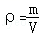 ρ = m/V